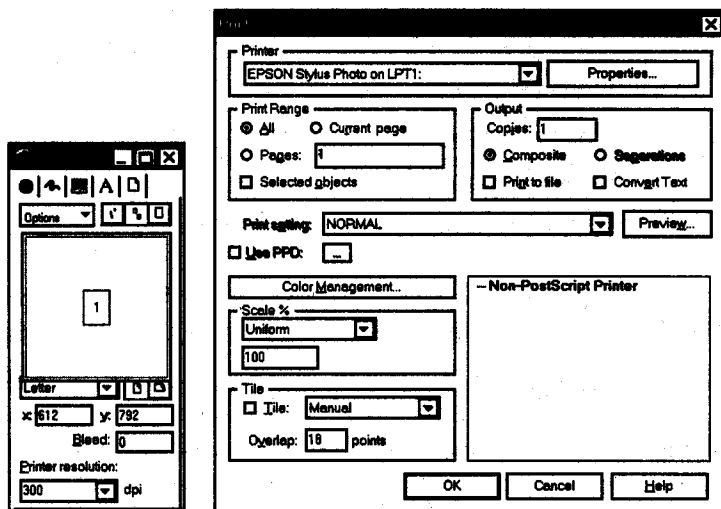 Options
1
Letter
x: 612 y: 792
Bleed: 0
Printer resolution:
300 dpi
Print
Printer
EPSON Stylus Photo on LPT1:
Properties...
Print Range
All Current page
Pages: 1
Selected objects
Output
Copies: 1
Composite Separations
Print to file Convert Text
Print setting: NORMAL
Preview...
Use PPD: ...
Color Management...
Scale %
Uniform
100
Tile
Tile: Manual
Overlap: 18 points
-- Non-PostScript Printer
OK Cancel Help